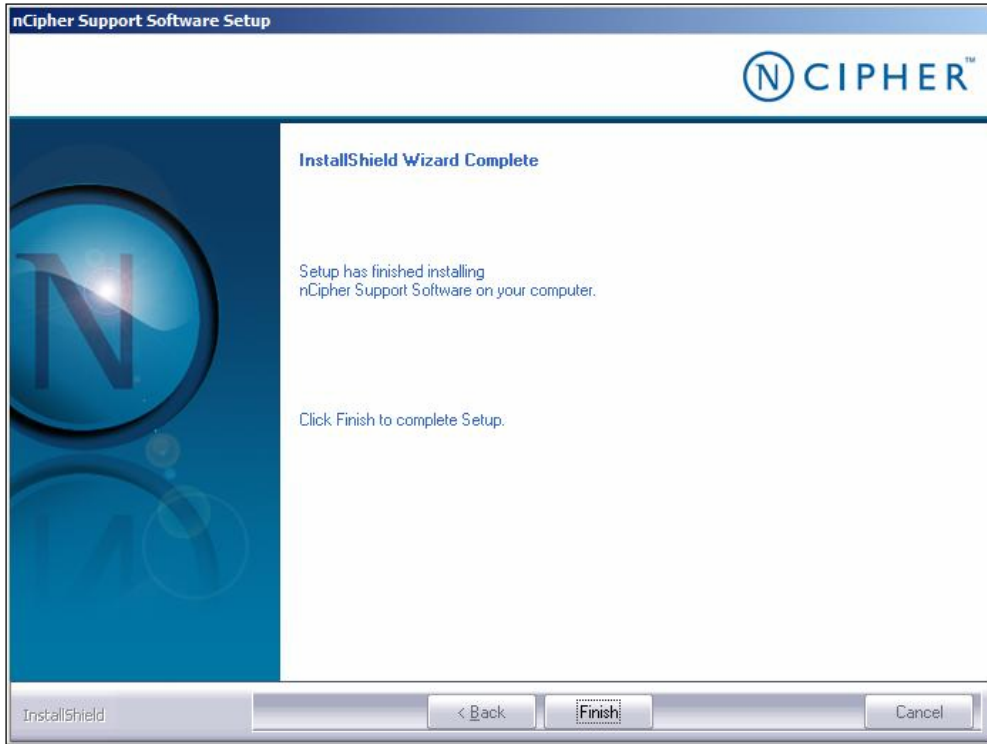 nCipher Support Software Setup
N CIPHER™
InstallShield Wizard Complete
N
Setup has finished installing
nCipher Support Software on your computer.
Click Finish to complete Setup.
InstallShield
< Back
Finish
Cancel